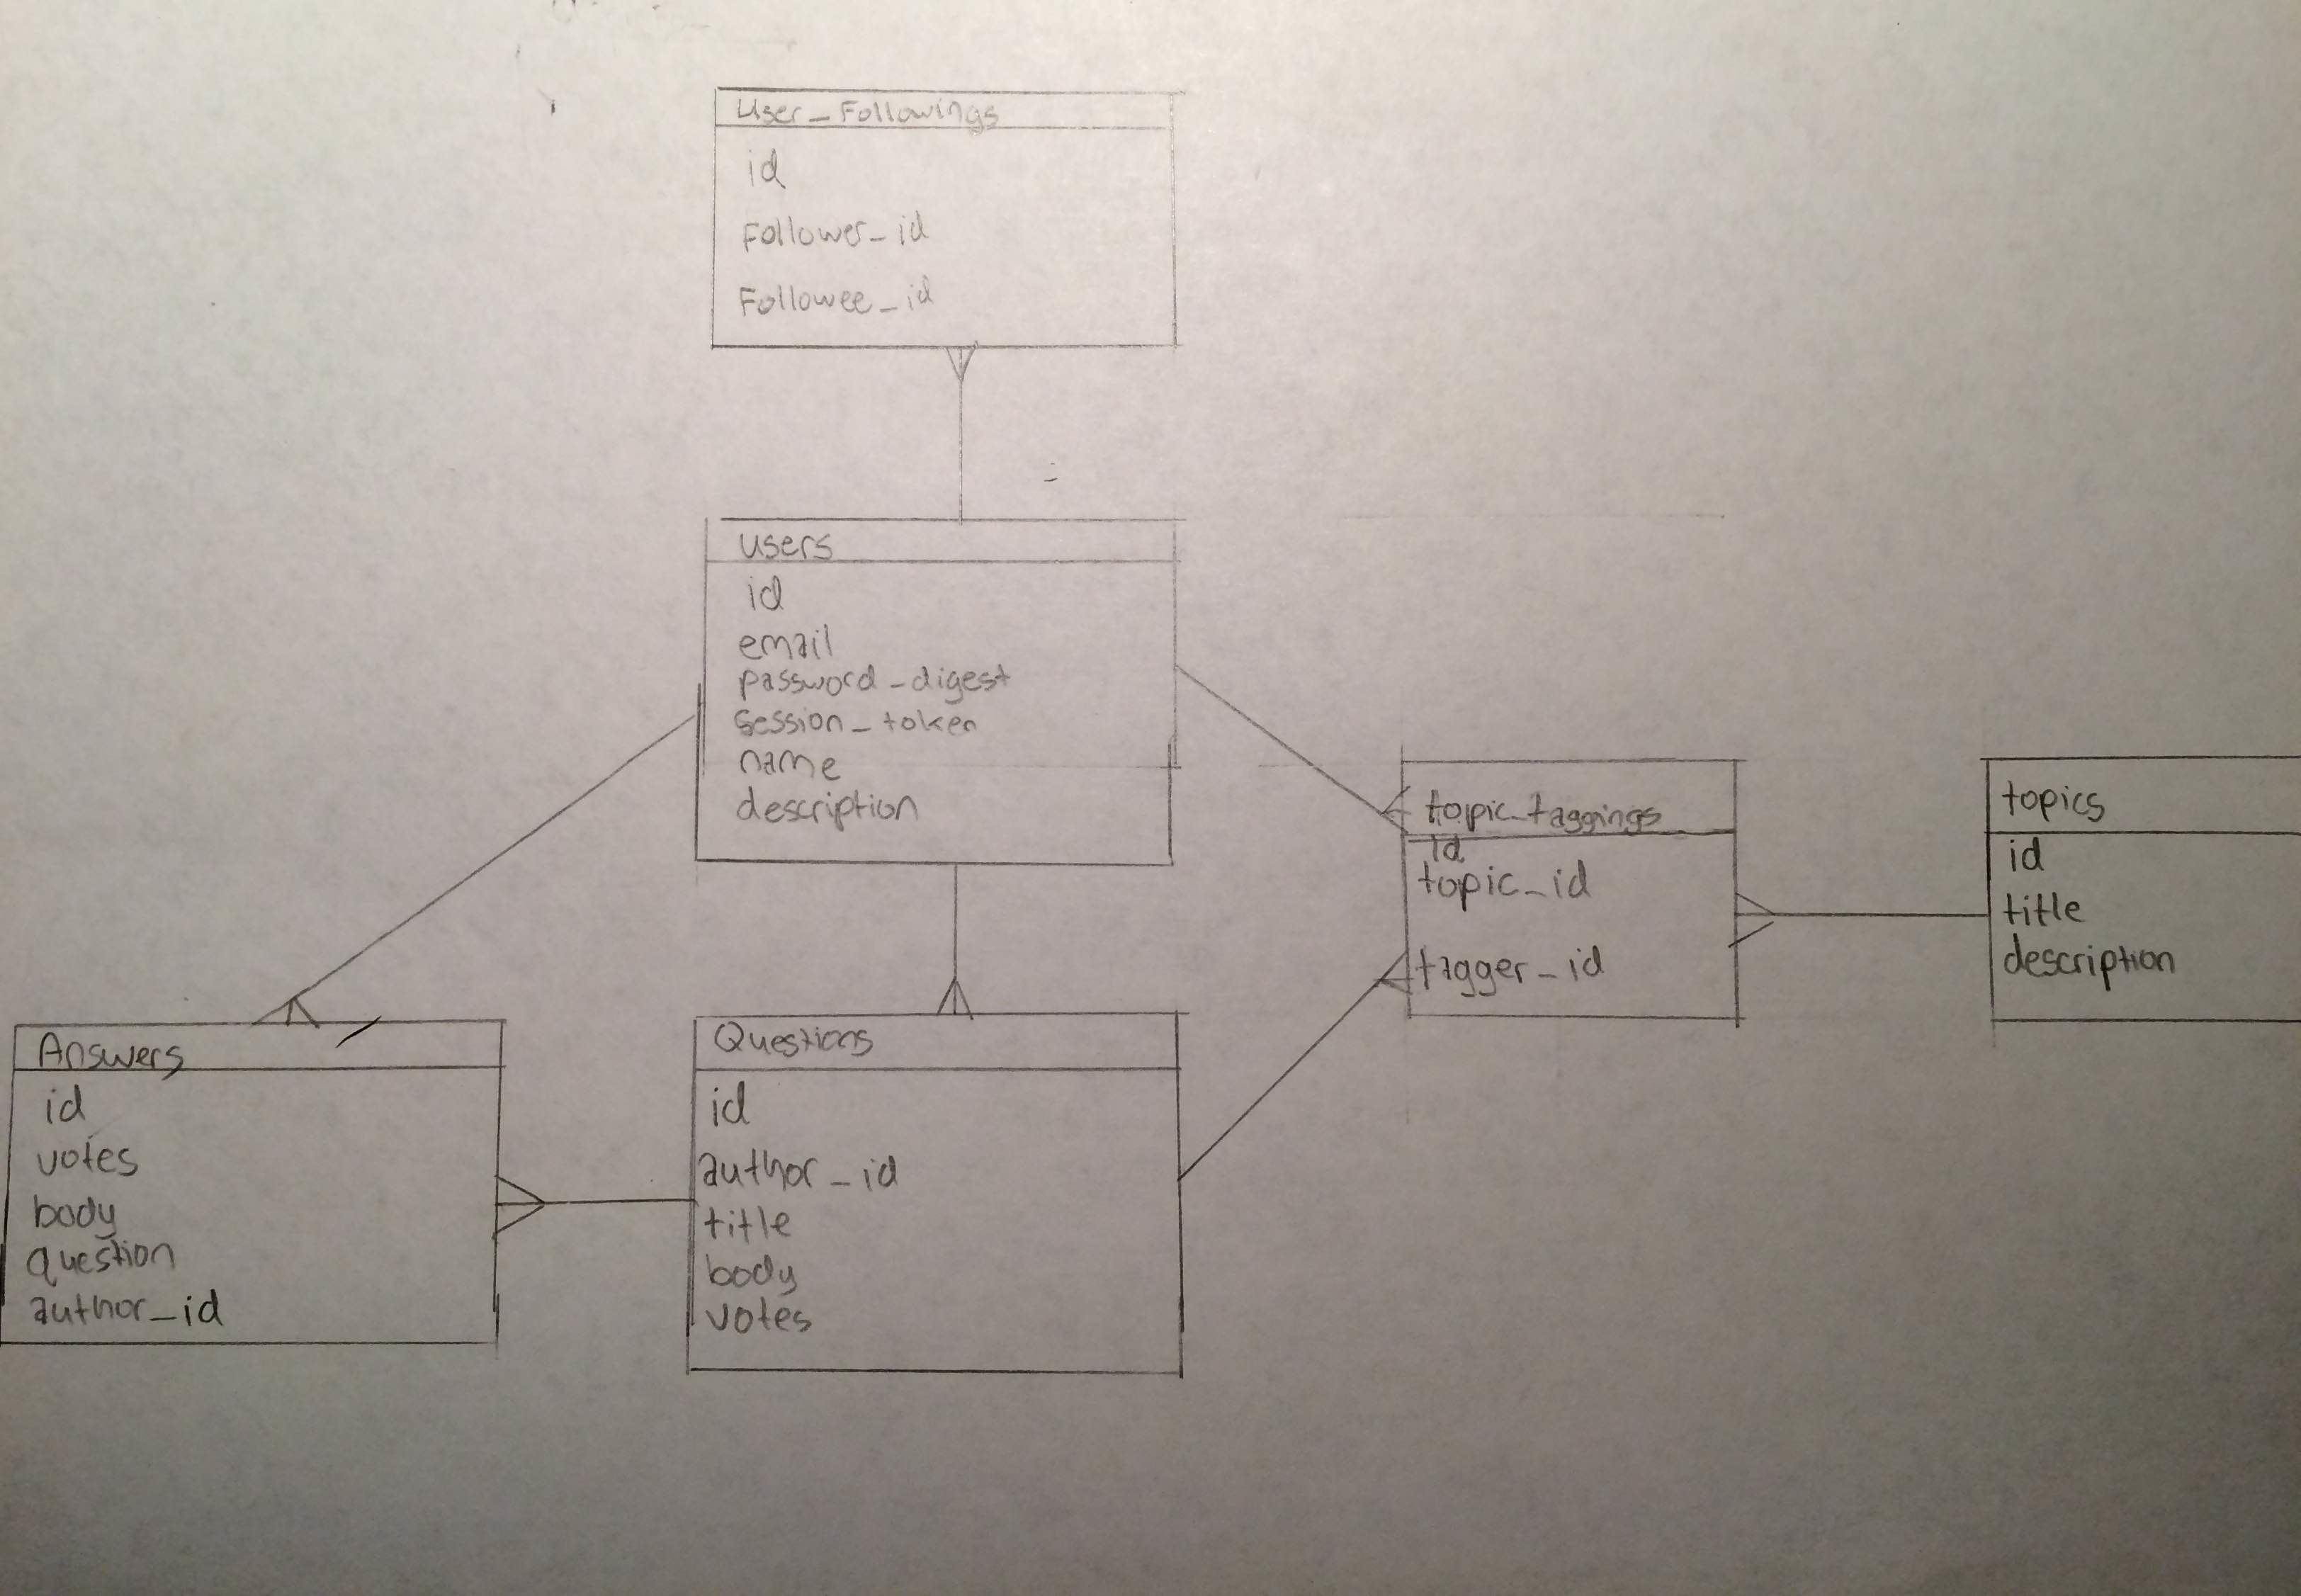 User_Followings
id
Follower_id
Followee_id
users
id
email
password_digest
session_token
name
description
topic_taggings
id
topic_id
tagger_id
topics
id
title
description
Answers
id
votes
body
question
author_id
Questions
id
author_id
title
body
votes